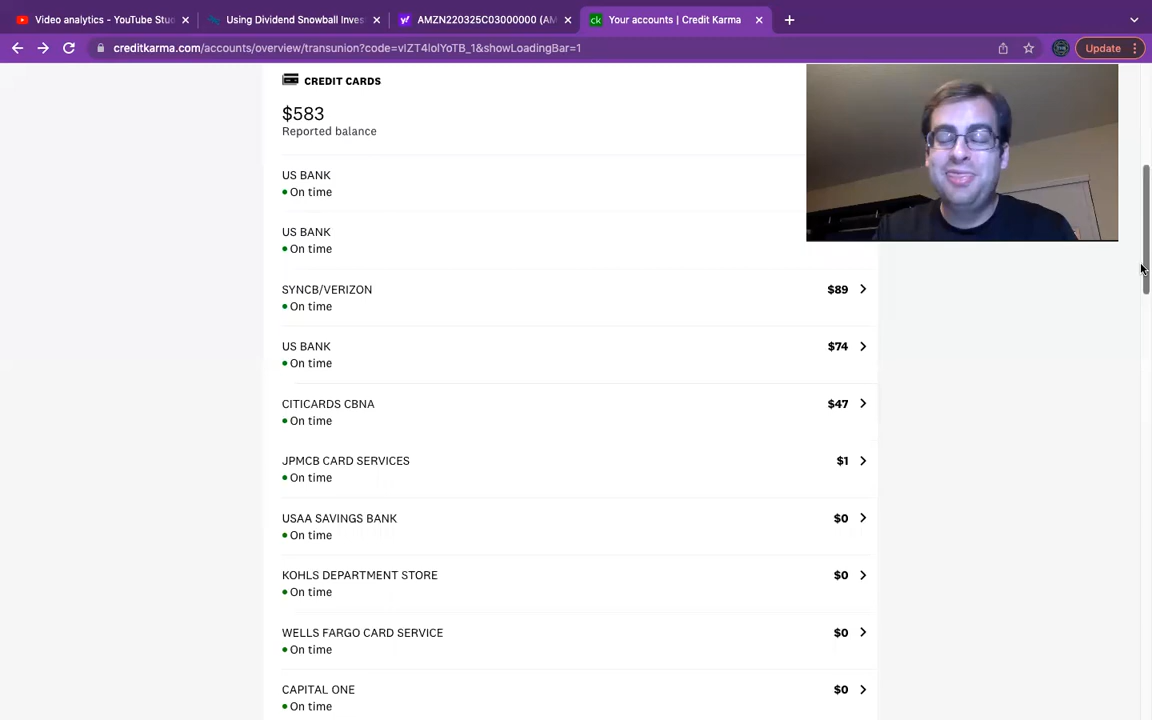 Video analytics - YouTube Stu
Using Dividend Snowball Inves
AMZN220325C03000000 (AM
ck Your accounts | Credit Karma
creditkarma.com/accounts/overview/transunion?code=vIZT4lolYoTB_1&showLoadingBar=1
Update
CREDIT CARDS
$583
Reported balance
US BANK
On time
US BANK
On time
SYNCB/VERIZON $89
On time
US BANK $74
On time
CITICARDS CBNA $47
On time
JPMCB CARD SERVICES $1
On time
USAA SAVINGS BANK $0
On time
KOHLS DEPARTMENT STORE $0
On time
WELLS FARGO CARD SERVICE $0
On time
CAPITAL ONE $0
On time